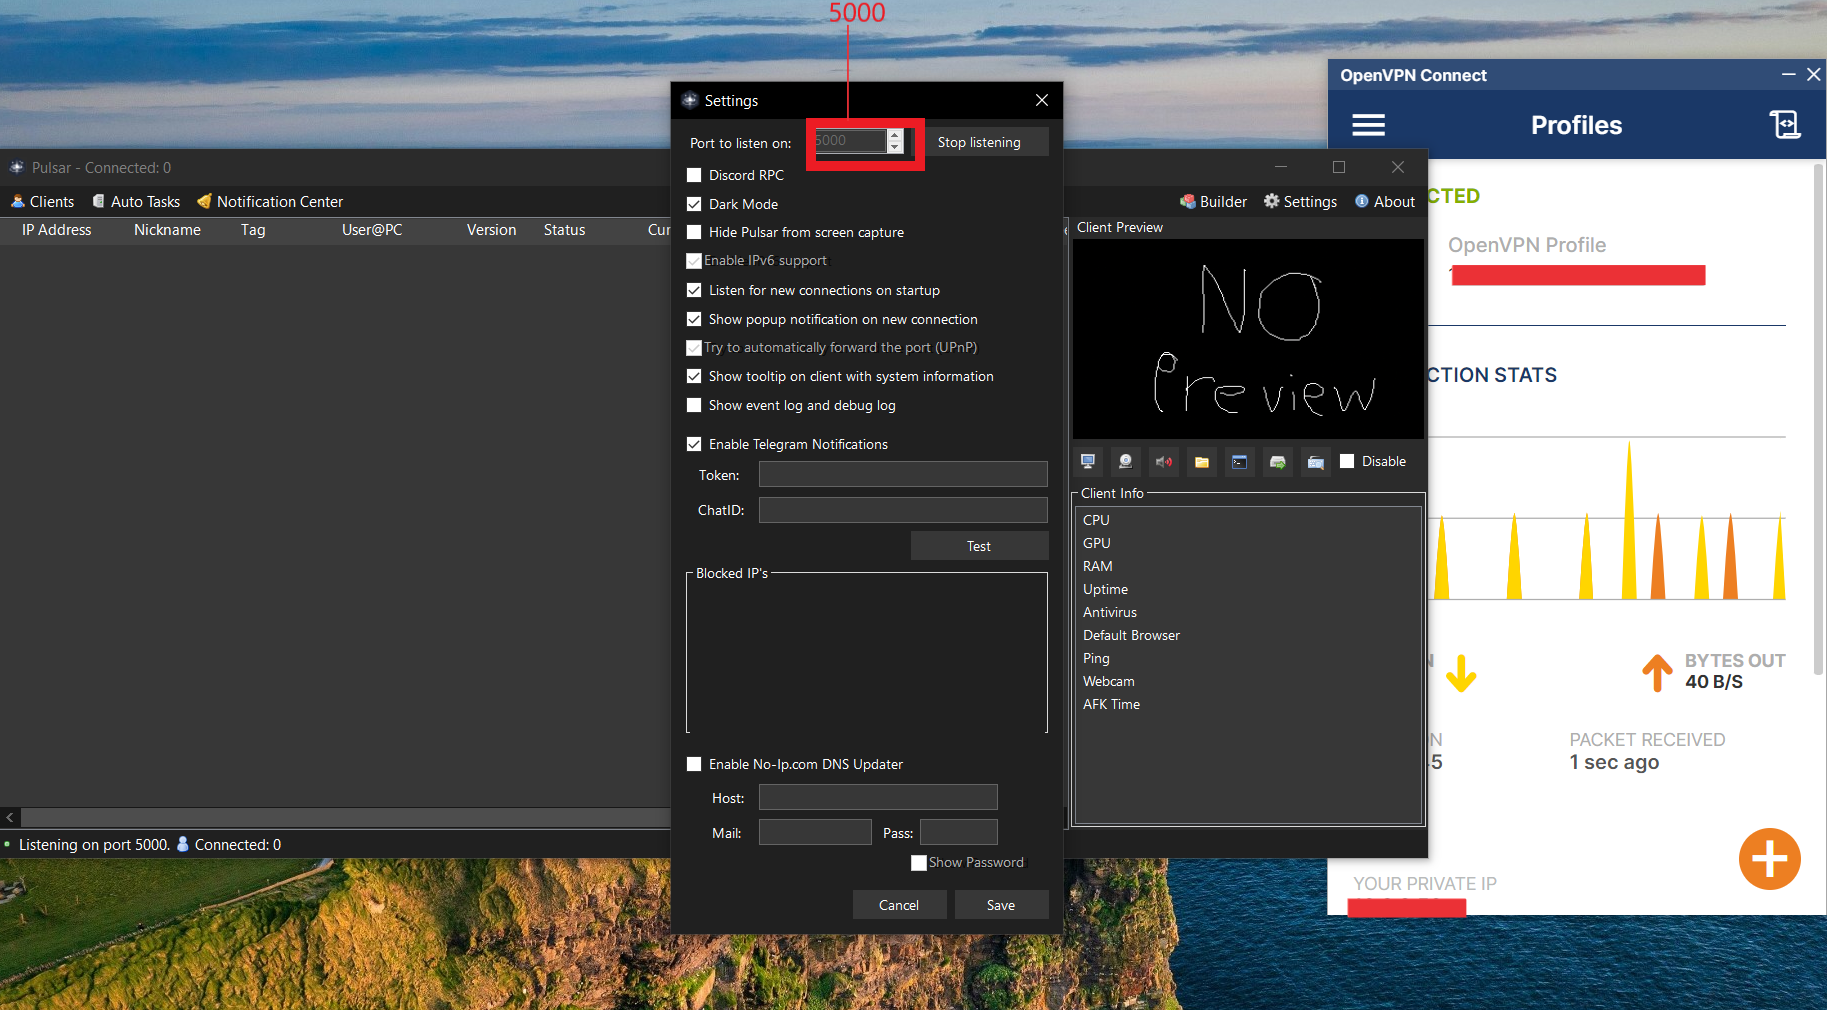 5000
OpenVPN Connect
Profiles
Settings
Port to listen on: 5000 Stop listening
Discord RPC
Dark Mode
Hide Pulsar from screen capture
Enable IPv6 support
Listen for new connections on startup
Show popup notification on new connection
Try to automatically forward the port (UPnP)
Show tooltip on client with system information
Show event log and debug log
Enable Telegram Notifications
Token:
ChatID:
Test
Blocked IP's
Enable No-Ip.com DNS Updater
Host:
Mail: Pass:
Show Password
Cancel Save
Pulsar - Connected: 0
Clients Auto Tasks Notification Center
Builder Settings About
IP Address Nickname Tag User@PC Version Status Cur
Client Preview
NO
Preview
Disable
Client Info
CPU
GPU
RAM
Uptime
Antivirus
Default Browser
Ping
Webcam
AFK Time
Listening on port 5000. Connected: 0
CTED
OpenVPN Profile
CTION STATS
BYTES OUT
40 B/S
N PACKET RECEIVED
5 1 sec ago
YOUR PRIVATE IP